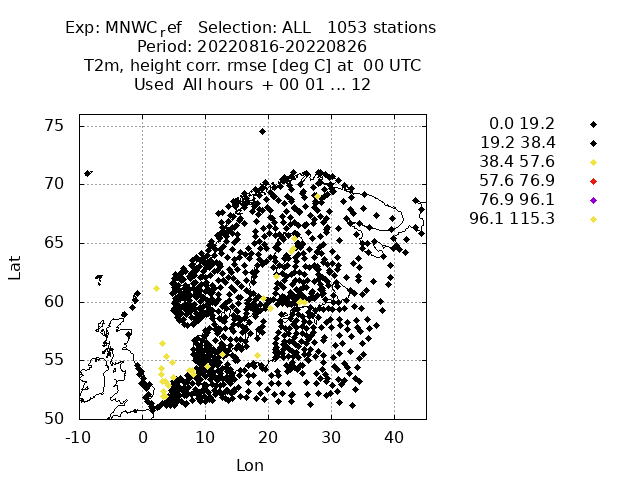 Exp: MNWC_ref   Selection: ALL   1053 stations
Period: 20220816-20220826
T2m, height corr. rmse [deg C] at  00 UTC
Used  All hours  + 00 01 ... 12
0.0 19.2
19.2 38.4
38.4 57.6
57.6 76.9
76.9 96.1
96.1 115.3
75
70
65
60
55
50
Lat
-10 0 10 20 30 40
Lon